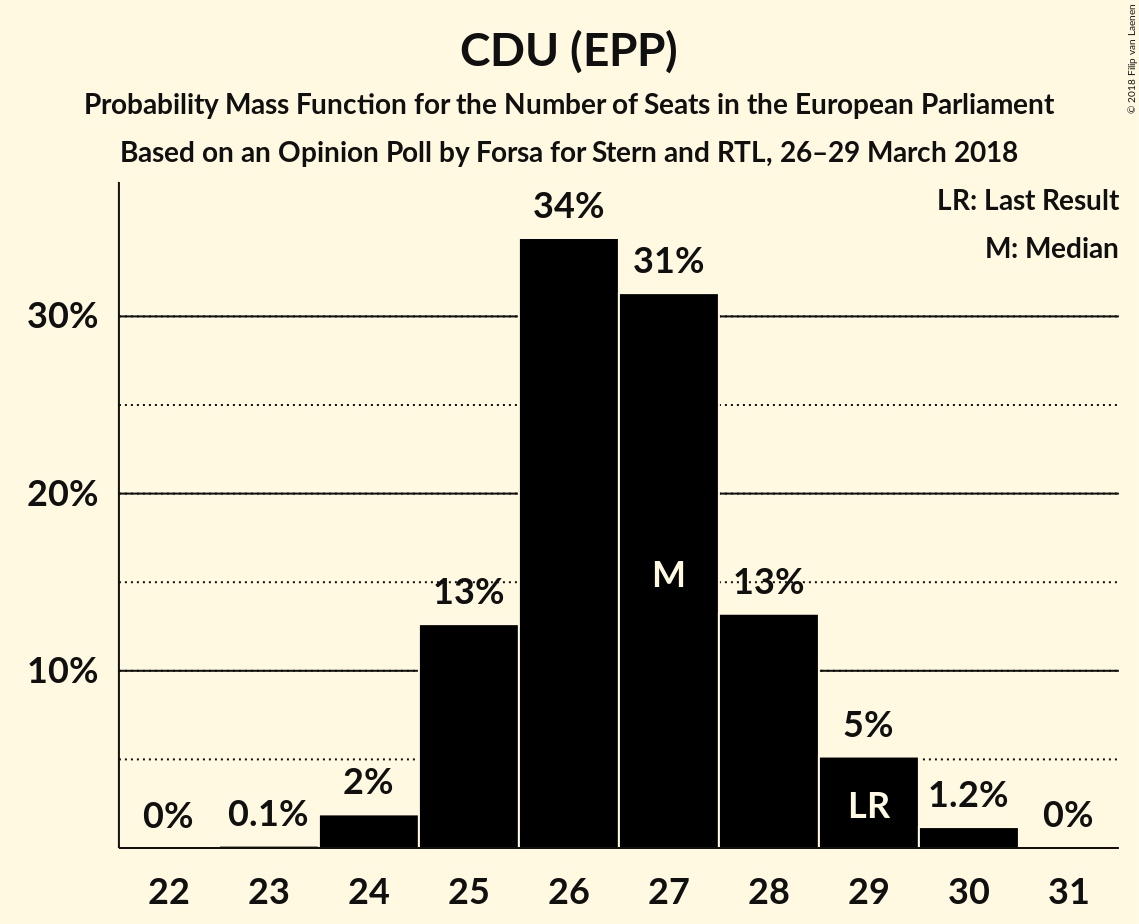 CDU (EPP)
Probability Mass Function for the Number of Seats in the European Parliament
Based on an Opinion Poll by Forsa for Stern and RTL, 26–29 March 2018
© 2018 Filip van Laenen
LR: Last Result
M: Median
34%
31%
30%
20%
10%
13%
M
13%
5%
LR
2%
1.2%
0%
0.1%
0%
22 23 24 25 26 27 28 29 30 31